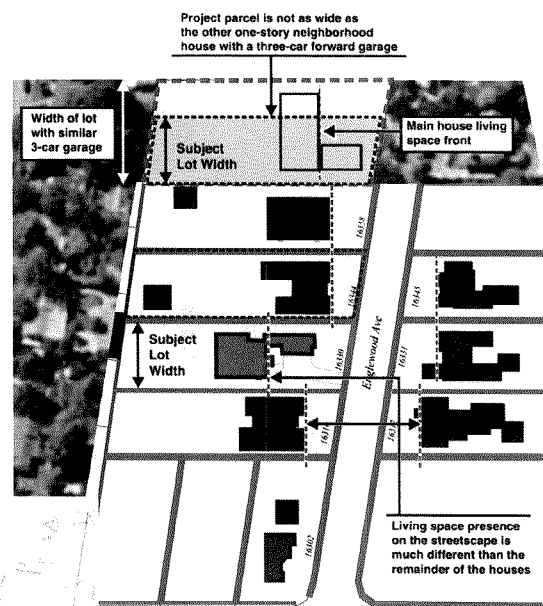 Project parcel is not as wide as
the other one-story neighborhood
house with a three-car forward garage
Width of lot
with similar
3-car garage
Subject
Lot Width
Main house living
space front
16358
16344
16345
Subject
Lot Width
16330
16331
Englewood Ave
16402
Living space presence
on the streetscape is
much different than the
remainder of the houses